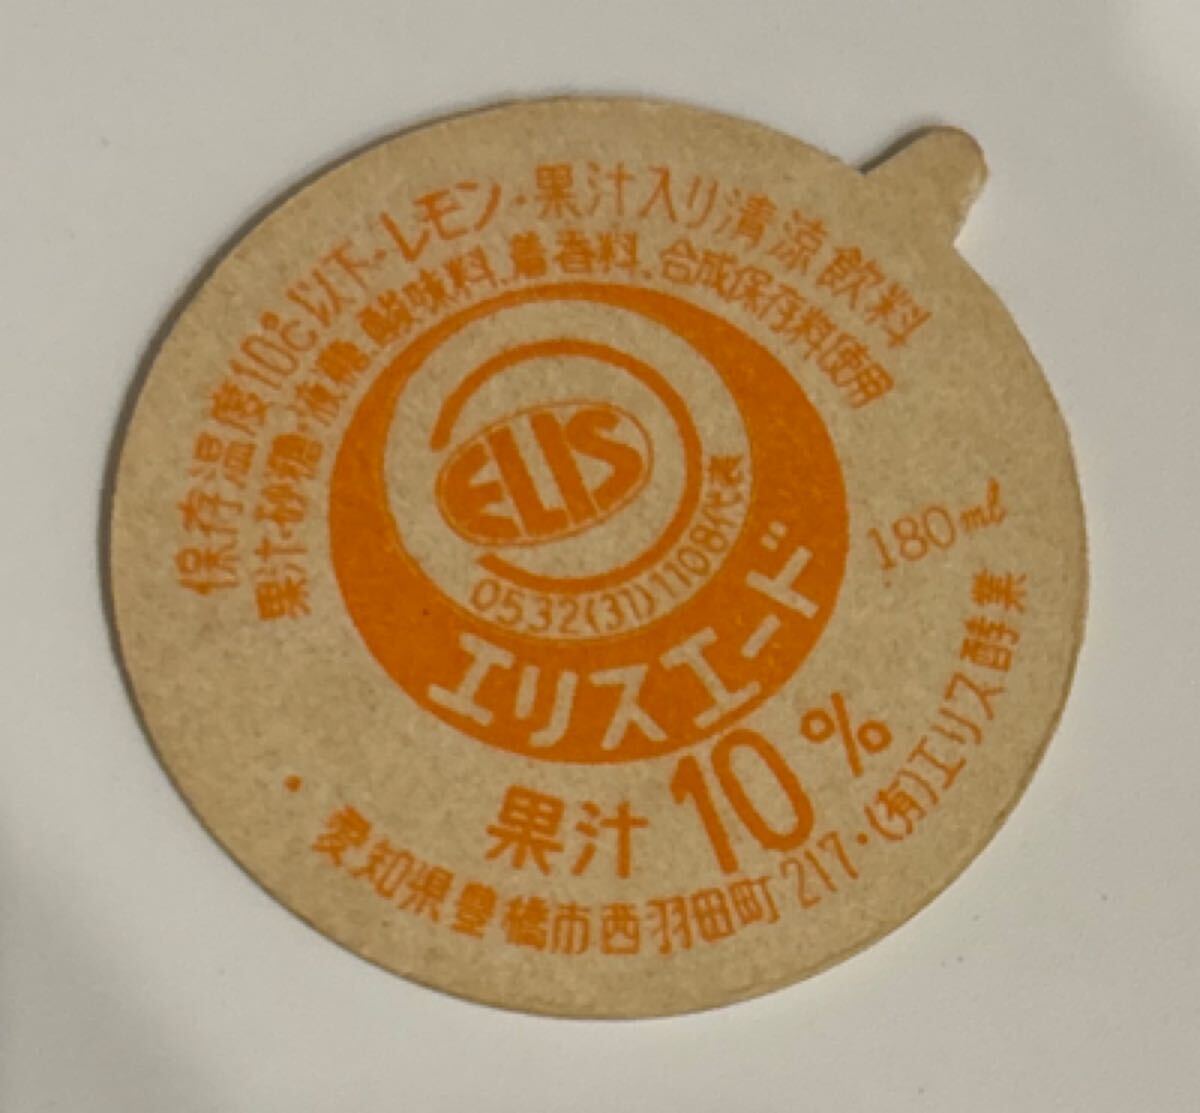 保存温度10℃以下-レモン・果汁入り清涼飲料
果汁・砂糖・液糖、酸味料、着香料、合成保存料使用
ELIS
0532(31)1108代表
エリスエード
180ml
果汁10%
・愛知県豊橋市西羽田町217・(有)エリス酵業